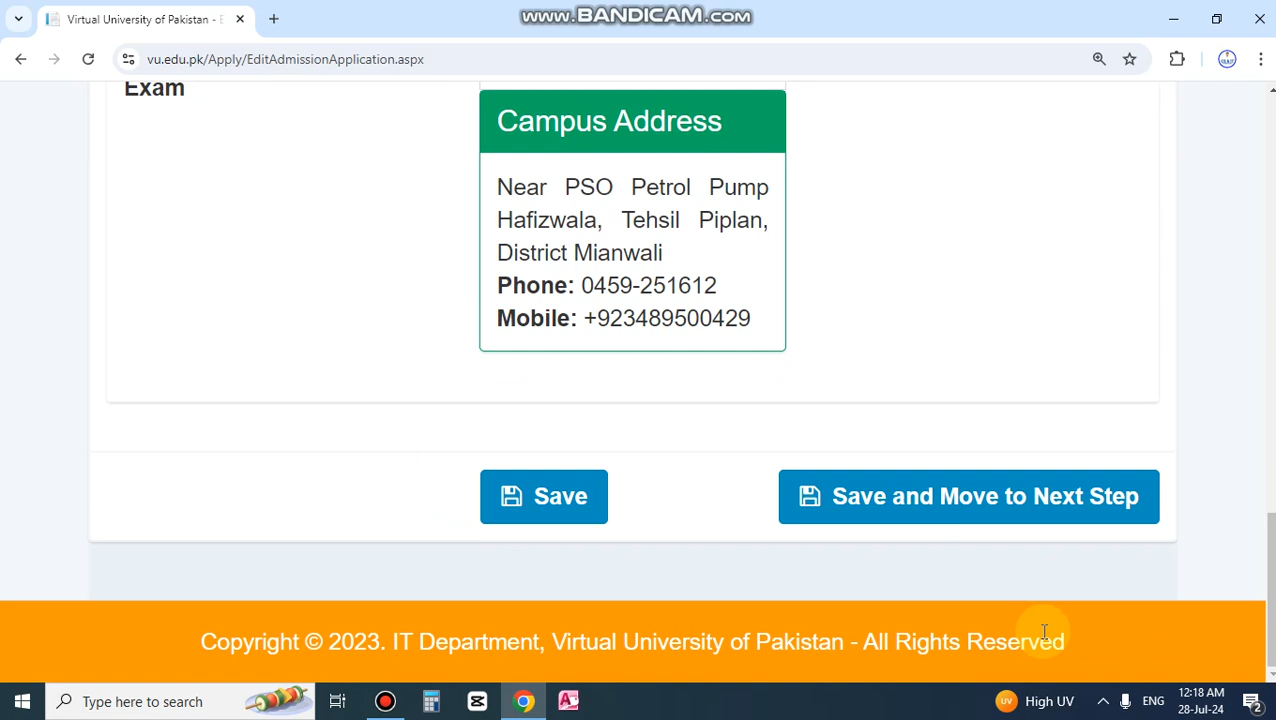 www.BANDICAM.com
Virtual University of Pakistan - E
vu.edu.pk/Apply/EditAdmissionApplication.aspx
Exam
Campus Address
Near PSO Petrol Pump
Hafizwala, Tehsil Piplan,
District Mianwali
Phone: 0459-251612
Mobile: +923489500429
Save
Save and Move to Next Step
Copyright © 2023. IT Department, Virtual University of Pakistan - All Rights Reserved
Type here to search
UV
High UV
ENG
12:18 AM
28-Jul-24
2